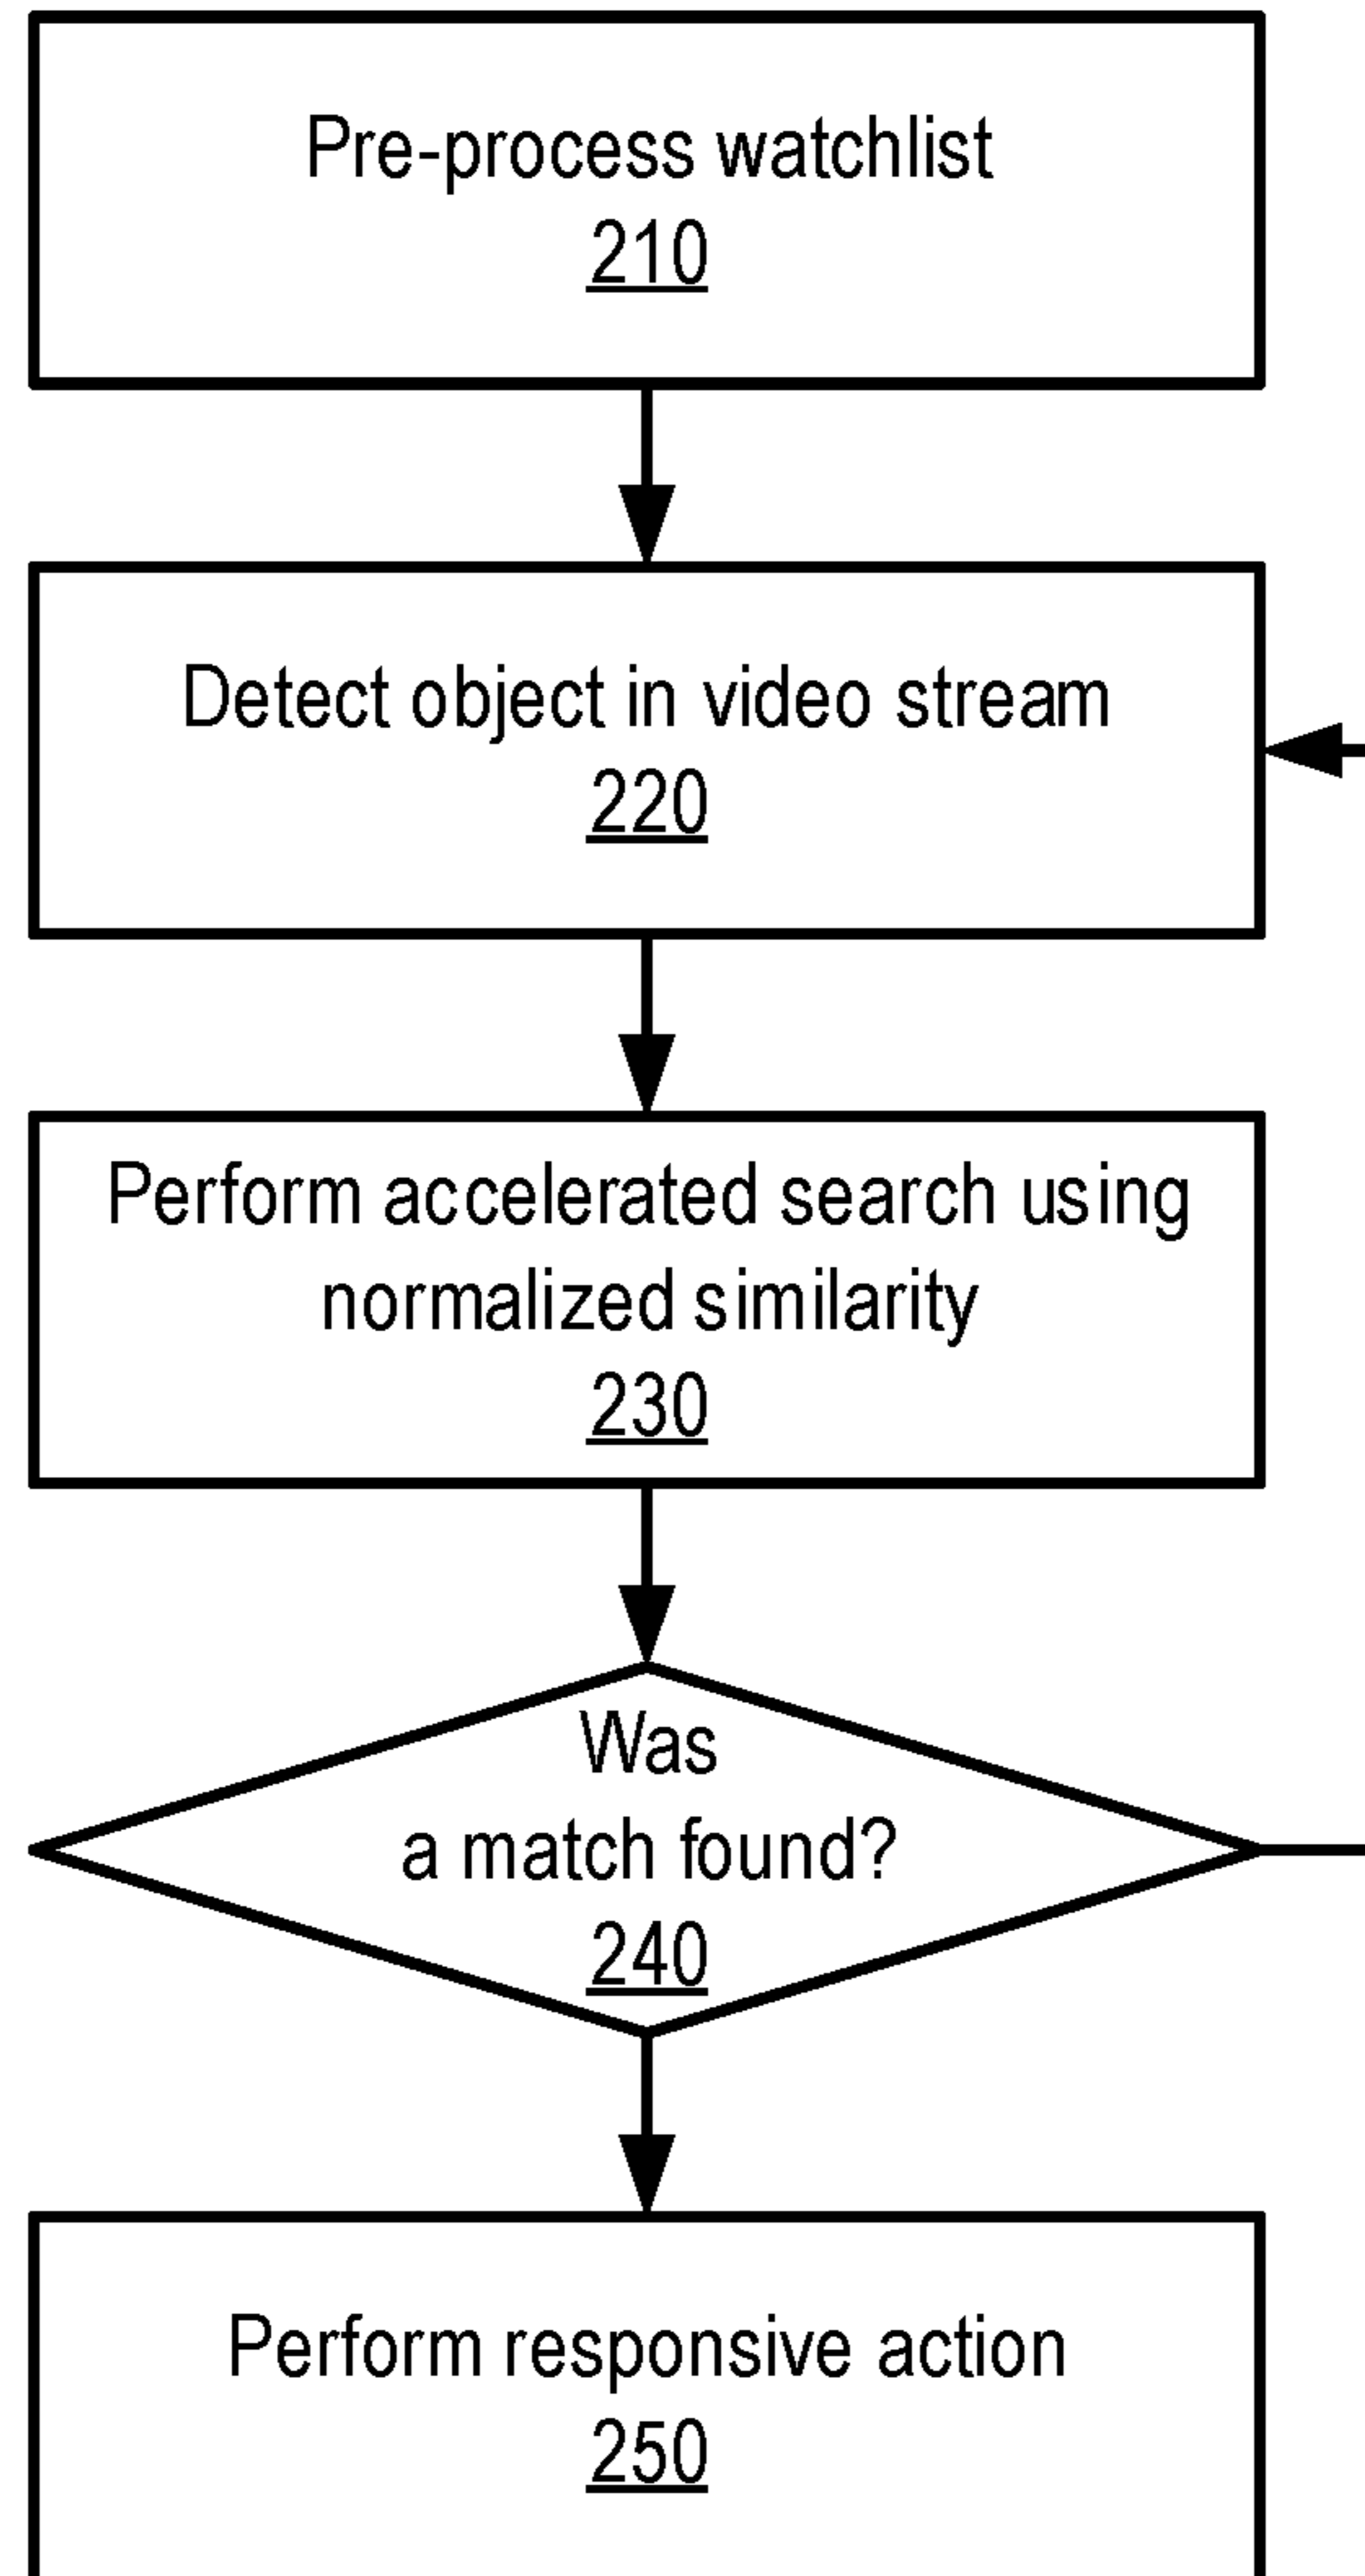 Pre-process watchlist
210
Detect object in video stream
220
Perform accelerated search using
normalized similarity
230
Was
a match found?
240
Perform responsive action
250